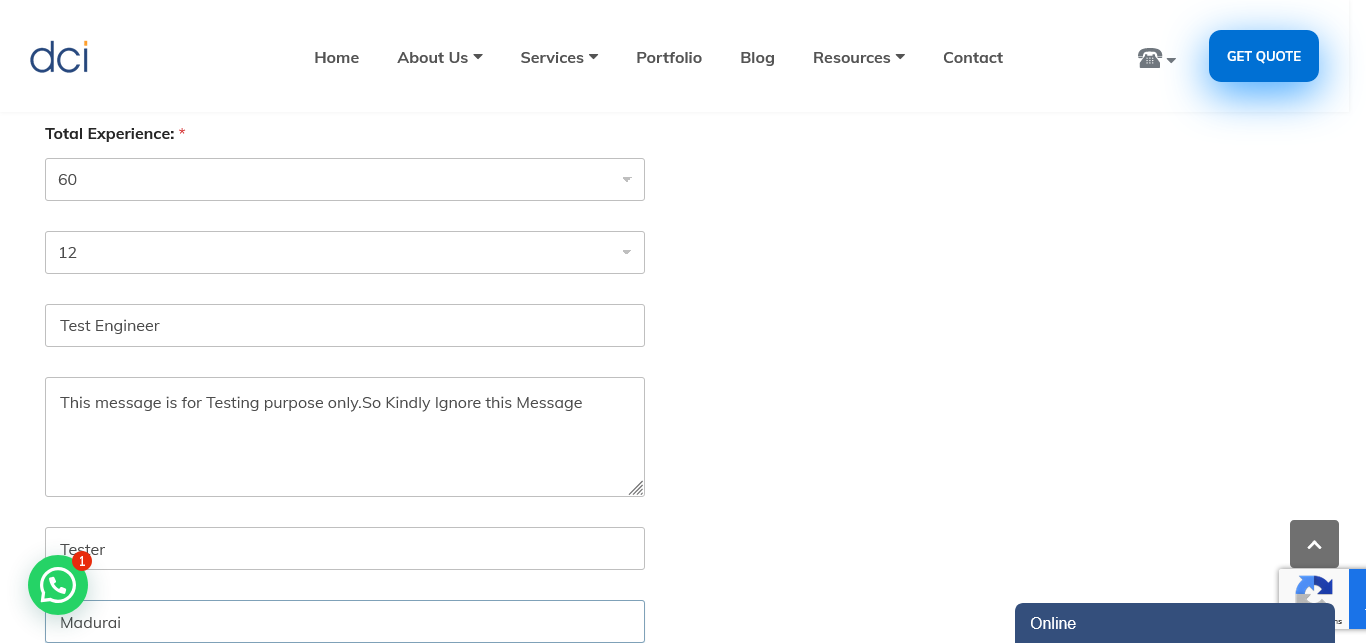 dci
Home About Us Services Portfolio Blog Resources Contact GET QUOTE
Total Experience: *
60
12
Test Engineer
This message is for Testing purpose only.So Kindly Ignore this Message
Tester
1
Madurai
Online